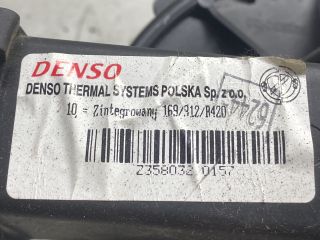 DENSO
DENSO THERMAL SYSTEMS POLSKA Sp. z o.o.
10 = Zintegrowany 169/312/R420
Z358032 0157